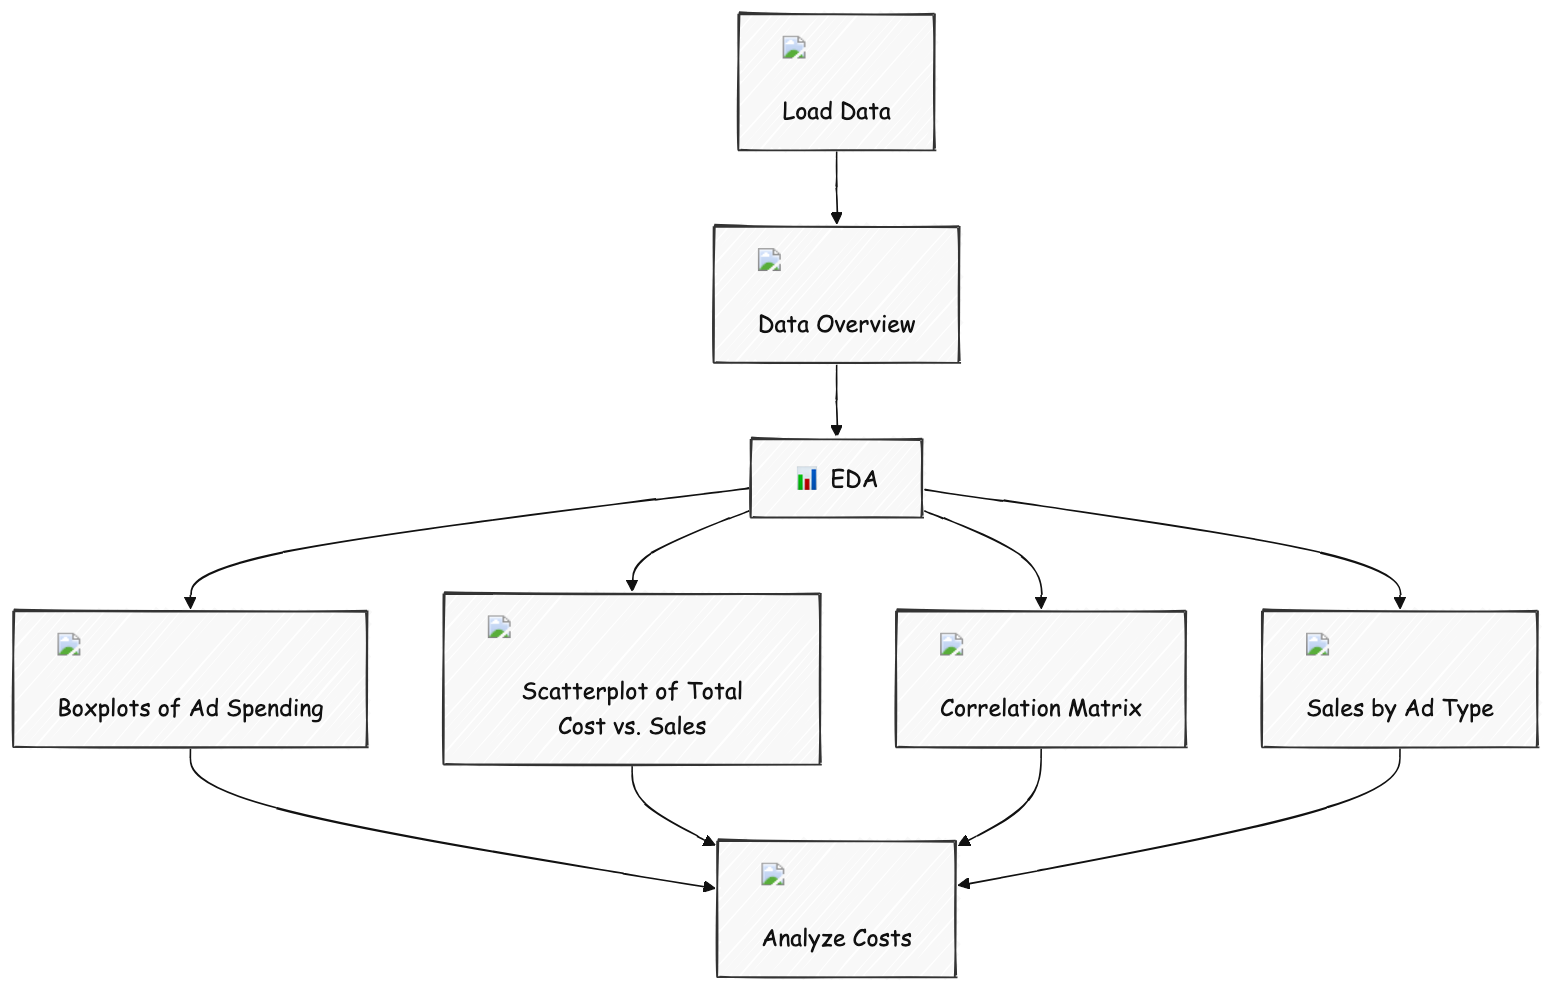 Load Data
Data Overview
EDA
Boxplots of Ad Spending
Scatterplot of Total
Cost vs. Sales
Correlation Matrix
Sales by Ad Type
Analyze Costs